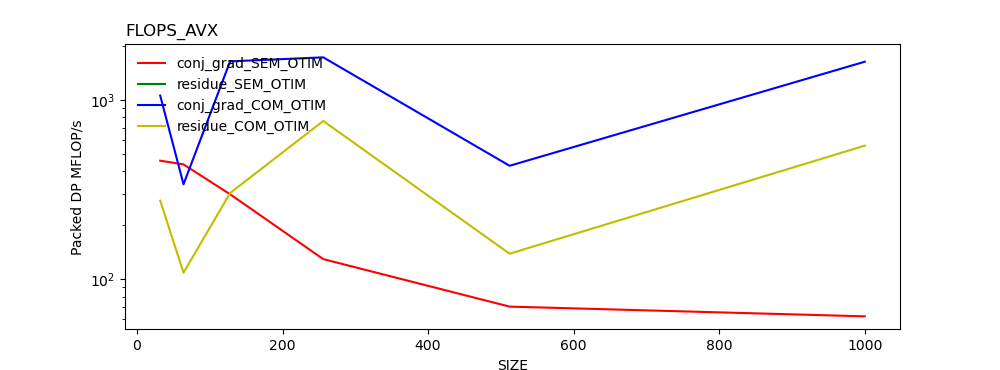 FLOPS_AVX
conj_grad_SEM_OTIM
residue_SEM_OTIM
conj_grad_COM_OTIM
residue_COM_OTIM
10³
10²
Packed DP MFLOP/s
0 200 400 600 800 1000
SIZE